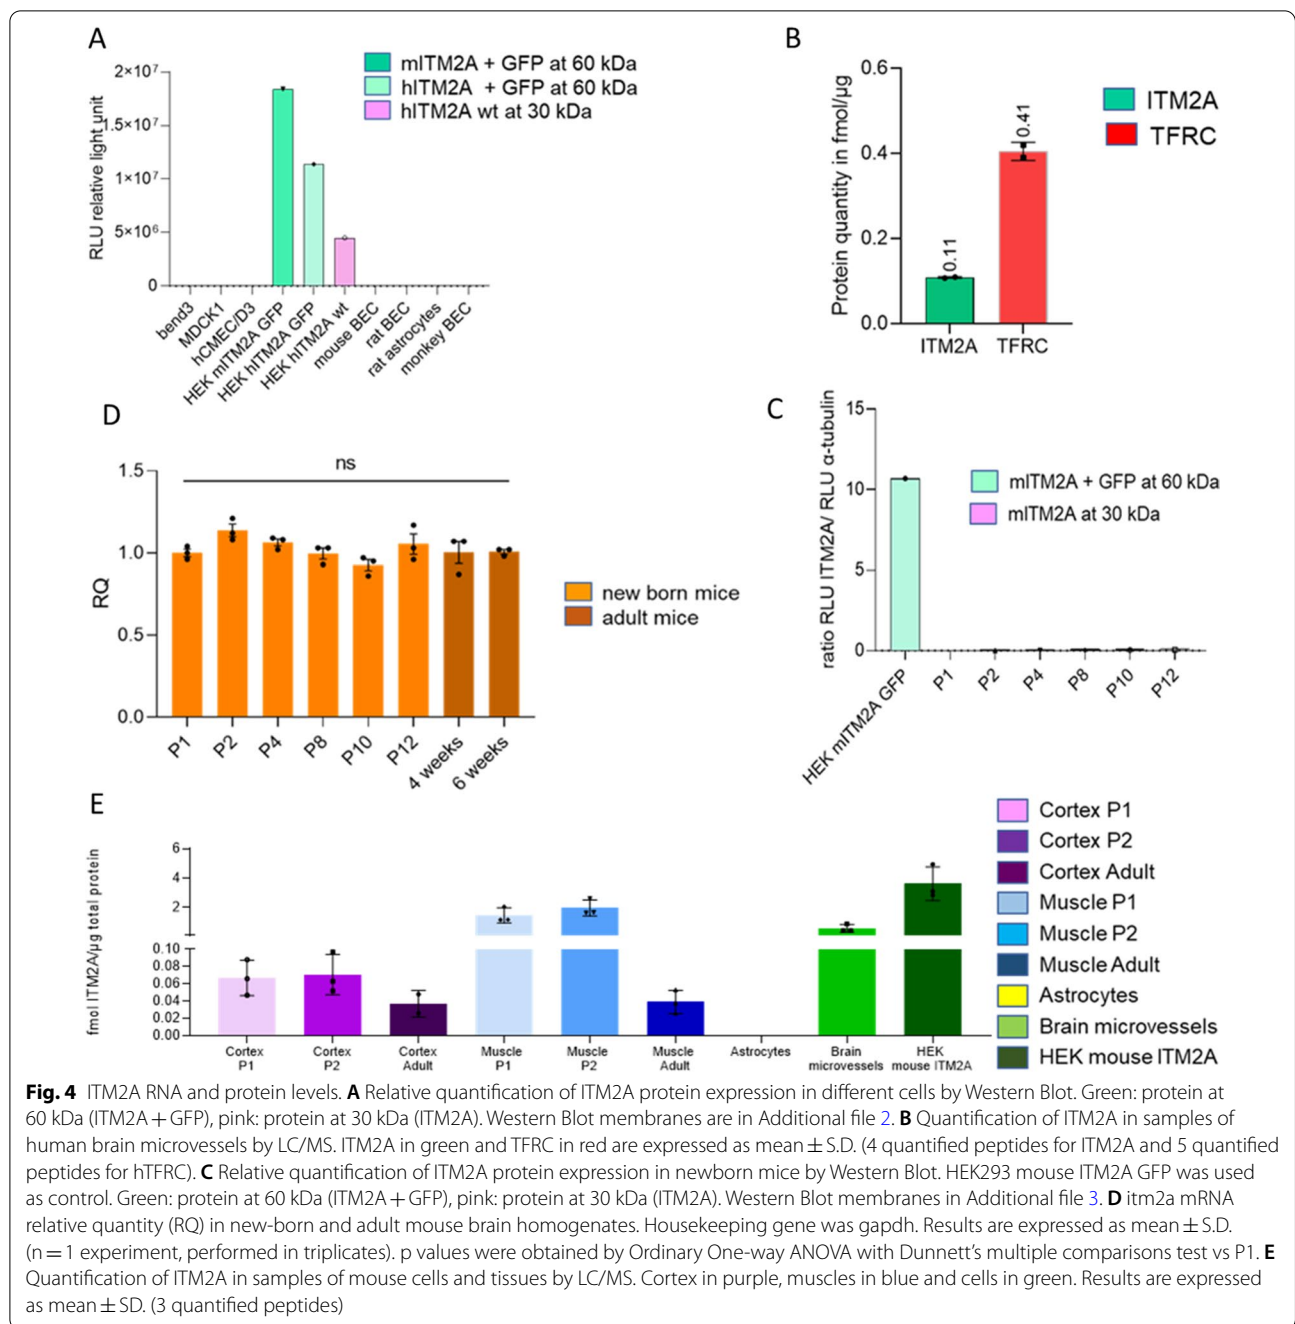 A
mITM2A + GFP at 60 kDa
hITM2A + GFP at 60 kDa
hITM2A wt at 30 kDa
RLU relative light unit
2×10⁷
1.5×10⁷
1×10⁷
5×10⁶
0
bend3
MDCK1
hCMEC/D3
HEK mITM2A GFP
HEK hITM2A GFP
HEK hITM2A wt
mouse BEC
rat BEC
rat astrocytes
monkey BEC
B
ITM2A
TFRC
Protein quantity in fmol/µg
0.6
0.4
0.2
0.0
0.11
0.41
ITM2A
TFRC
D
ns
RQ
1.5
1.0
0.5
0.0
P1
P2
P4
P8
P10
P12
4 weeks
6 weeks
new born mice
adult mice
C
ratio RLU ITM2A/ RLU α-tubulin
15
10
5
0
mITM2A + GFP at 60 kDa
mITM2A at 30 kDa
HEK mITM2A GFP
P1
P2
P4
P8
P10
P12
E
fmol ITM2A/µg total protein
6
4
2
0.10
0.08
0.06
0.04
0.02
0.00
Cortex P1
Cortex P2
Cortex Adult
Muscle P1
Muscle P2
Muscle Adult
Astrocytes
Brain microvessels
HEK mouse ITM2A
Cortex P1
Cortex P2
Cortex Adult
Muscle P1
Muscle P2
Muscle Adult
Astrocytes
Brain microvessels
HEK mouse ITM2A
Fig. 4 ITM2A RNA and protein levels. A Relative quantification of ITM2A protein expression in different cells by Western Blot. Green: protein at
60 kDa (ITM2A + GFP), pink: protein at 30 kDa (ITM2A). Western Blot membranes are in Additional file 2. B Quantification of ITM2A in samples of
human brain microvessels by LC/MS. ITM2A in green and TFRC in red are expressed as mean ± S.D. (4 quantified peptides for ITM2A and 5 quantified
peptides for hTFRC). C Relative quantification of ITM2A protein expression in newborn mice by Western Blot. HEK293 mouse ITM2A GFP was used
as control. Green: protein at 60 kDa (ITM2A + GFP), pink: protein at 30 kDa (ITM2A). Western Blot membranes in Additional file 3. D itm2a mRNA
relative quantity (RQ) in new-born and adult mouse brain homogenates. Housekeeping gene was gapdh. Results are expressed as mean ± S.D.
(n = 1 experiment, performed in triplicates). p values were obtained by Ordinary One-way ANOVA with Dunnett's multiple comparisons test vs P1. E
Quantification of ITM2A in samples of mouse cells and tissues by LC/MS. Cortex in purple, muscles in blue and cells in green. Results are expressed
as mean ± SD. (3 quantified peptides)